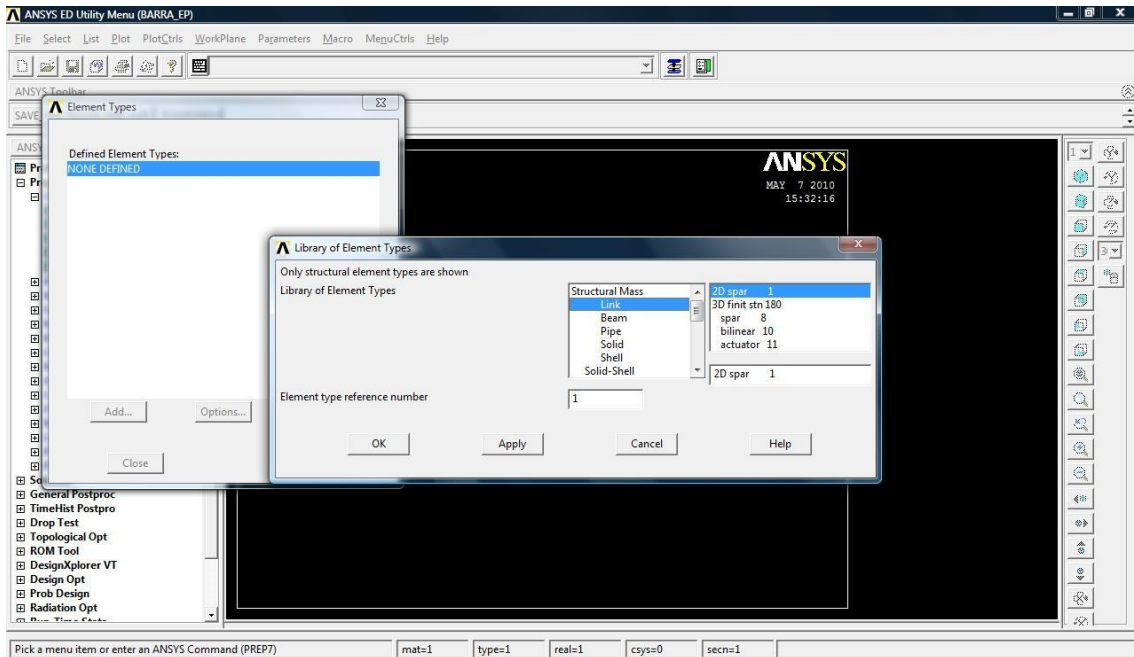 ANSYS ED Utility Menu (BARRA_EP)
File Select List Plot PlotCtrls WorkPlane Parameters Macro MenuCtrls Help
ANSYS Toolbar
SAVE
Element Types
Defined Element Types:
NONE DEFINED
Add... Options...
Close
ANSYS
MAY 7 2010
15:32:16
Library of Element Types
Only structural element types are shown
Library of Element Types
Structural Mass
Link
Beam
Pipe
Solid
Shell
Solid-Shell
2D spar 1
3D finit stn 180
spar 8
bilinear 10
actuator 11
2D spar 1
Element type reference number
1
OK Apply Cancel Help
General Postproc
TimeHist Postpro
Drop Test
Topological Opt
ROM Tool
DesignXplorer VT
Design Opt
Prob Design
Radiation Opt
1
3
Pick a menu item or enter an ANSYS Command (PREP7) mat=1 type=1 real=1 csys=0 secn=1